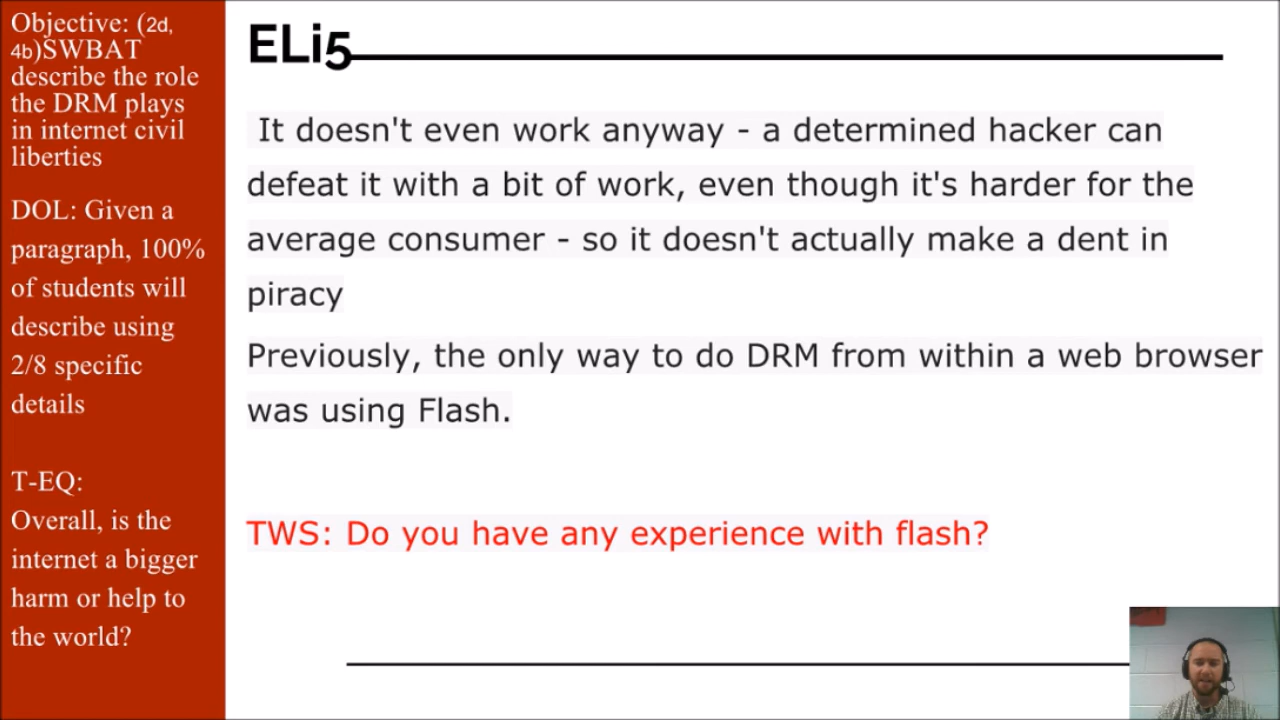 Objective: (2d,
4b)SWBAT
describe the role
the DRM plays
in internet civil
liberties
DOL: Given a
paragraph, 100%
of students will
describe using
2/8 specific
details
T-EQ:
Overall, is the
internet a bigger
harm or help to
the world?
ELi5
It doesn't even work anyway - a determined hacker can
defeat it with a bit of work, even though it's harder for the
average consumer - so it doesn't actually make a dent in
piracy
Previously, the only way to do DRM from within a web browser
was using Flash.
TWS: Do you have any experience with flash?